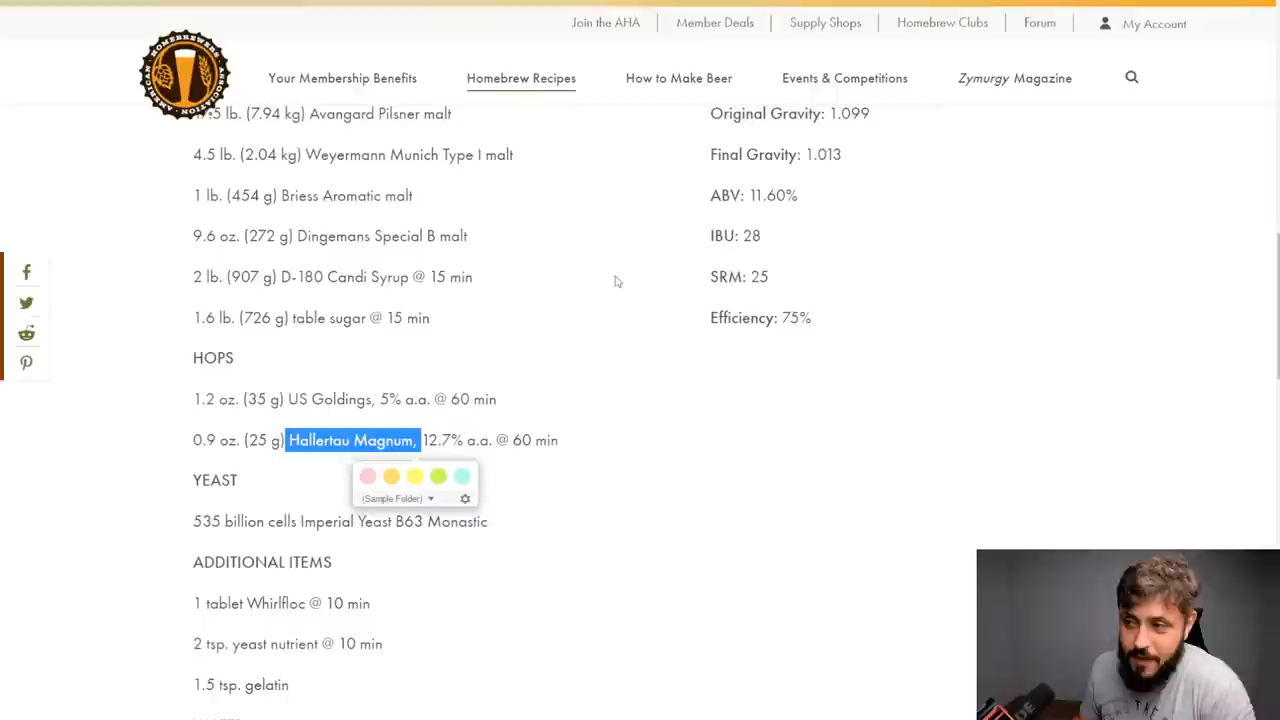 Join the AHA
Member Deals
Supply Shops
Homebrew Clubs
Forum
My Account
AMERICAN HOMEBREWERS ASSOCIATION
Your Membership Benefits
Homebrew Recipes
How to Make Beer
Events & Competitions
Zymurgy Magazine
.5 lb. (7.94 kg) Avangard Pilsner malt
4.5 lb. (2.04 kg) Weyermann Munich Type I malt
1 lb. (454 g) Briess Aromatic malt
9.6 oz. (272 g) Dingemans Special B malt
2 lb. (907 g) D-180 Candi Syrup @ 15 min
1.6 lb. (726 g) table sugar @ 15 min
HOPS
1.2 oz. (35 g) US Goldings, 5% a.a. @ 60 min
0.9 oz. (25 g) Hallertau Magnum, 12.7% a.a. @ 60 min
(Sample Folder)
YEAST
535 billion cells Imperial Yeast B63 Monastic
ADDITIONAL ITEMS
1 tablet Whirlfloc @ 10 min
2 tsp. yeast nutrient @ 10 min
1.5 tsp. gelatin
Original Gravity: 1.099
Final Gravity: 1.013
ABV: 11.60%
IBU: 28
SRM: 25
Efficiency: 75%